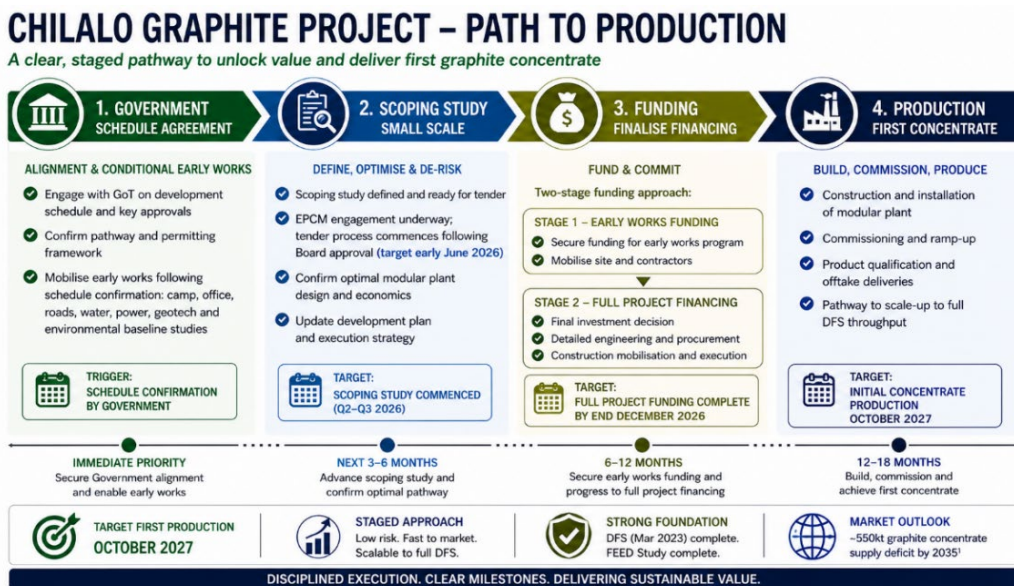 CHILALO GRAPHITE PROJECT – PATH TO PRODUCTION
A clear, staged pathway to unlock value and deliver first graphite concentrate
1. GOVERNMENT
SCHEDULE AGREEMENT
ALIGNMENT & CONDITIONAL EARLY WORKS
Engage with GoT on development
schedule and key approvals
Confirm pathway and permitting
framework
Mobilise early works following
schedule confirmation: camp, office,
roads, water, power, geotech and
environmental baseline studies
TRIGGER:
SCHEDULE CONFIRMATION
BY GOVERNMENT
2. SCOPING STUDY
SMALL SCALE
DEFINE, OPTIMISE & DE-RISK
Scoping study defined and ready for tender
EPCM engagement underway;
tender process commences following
Board approval (target early June 2026)
Confirm optimal modular plant
design and economics
Update development plan
and execution strategy
TARGET:
SCOPING STUDY COMMENCED
(Q2–Q3 2026)
3. FUNDING
FINALISE FINANCING
FUND & COMMIT
Two-stage funding approach:
STAGE 1 – EARLY WORKS FUNDING
Secure funding for early works program
Mobilise site and contractors
STAGE 2 – FULL PROJECT FINANCING
Final investment decision
Detailed engineering and procurement
Construction mobilisation and execution
TARGET:
FULL PROJECT FUNDING COMPLETE
BY END DECEMBER 2026
4. PRODUCTION
FIRST CONCENTRATE
BUILD, COMMISSION, PRODUCE
Construction and installation
of modular plant
Commissioning and ramp-up
Product qualification and
offtake deliveries
Pathway to scale-up to full
DFS throughput
TARGET:
INITIAL CONCENTRATE
PRODUCTION
OCTOBER 2027
IMMEDIATE PRIORITY
Secure Government alignment
and enable early works
NEXT 3–6 MONTHS
Advance scoping study and
confirm optimal pathway
6–12 MONTHS
Secure early works funding and
progress to full project financing
12–18 MONTHS
Build, commission and
achieve first concentrate
TARGET FIRST PRODUCTION
OCTOBER 2027
STAGED APPROACH
Low risk. Fast to market.
Scalable to full DFS.
STRONG FOUNDATION
DFS (Mar 2023) complete.
FEED Study complete.
MARKET OUTLOOK
~550kt graphite concentrate
supply deficit by 2035¹
DISCIPLINED EXECUTION. CLEAR MILESTONES. DELIVERING SUSTAINABLE VALUE.